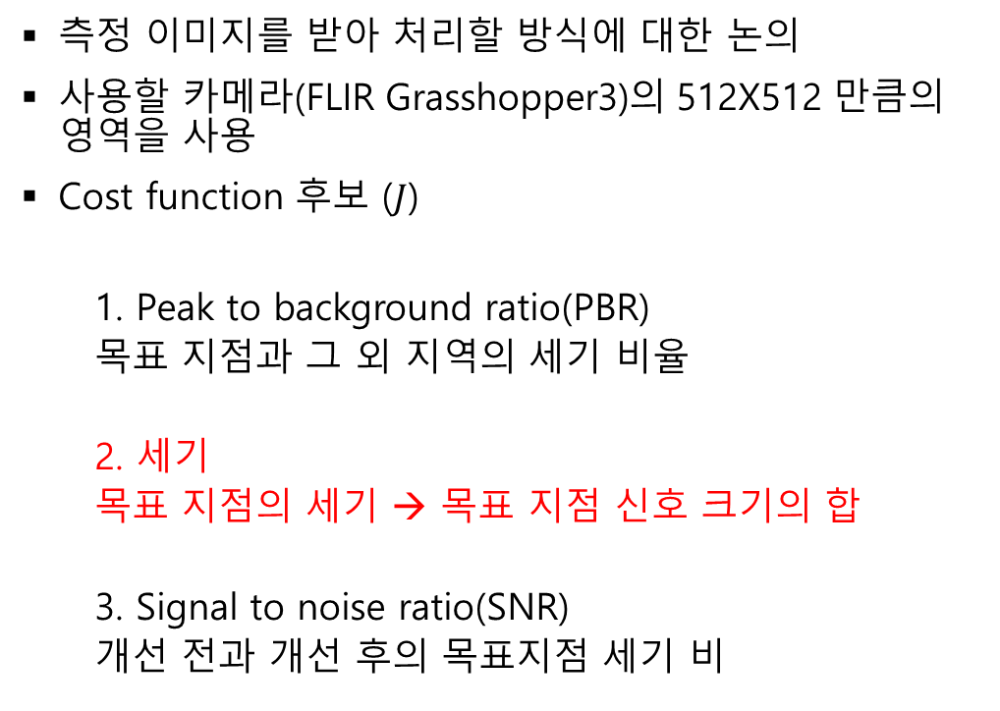 ▪ 측정 이미지를 받아 처리할 방식에 대한 논의
▪ 사용할 카메라(FLIR Grasshopper3)의 512X512 만큼의
영역을 사용
▪ Cost function 후보 (J)
1. Peak to background ratio(PBR)
목표 지점과 그 외 지역의 세기 비율
2. 세기
목표 지점의 세기 → 목표 지점 신호 크기의 합
3. Signal to noise ratio(SNR)
개선 전과 개선 후의 목표지점 세기 비